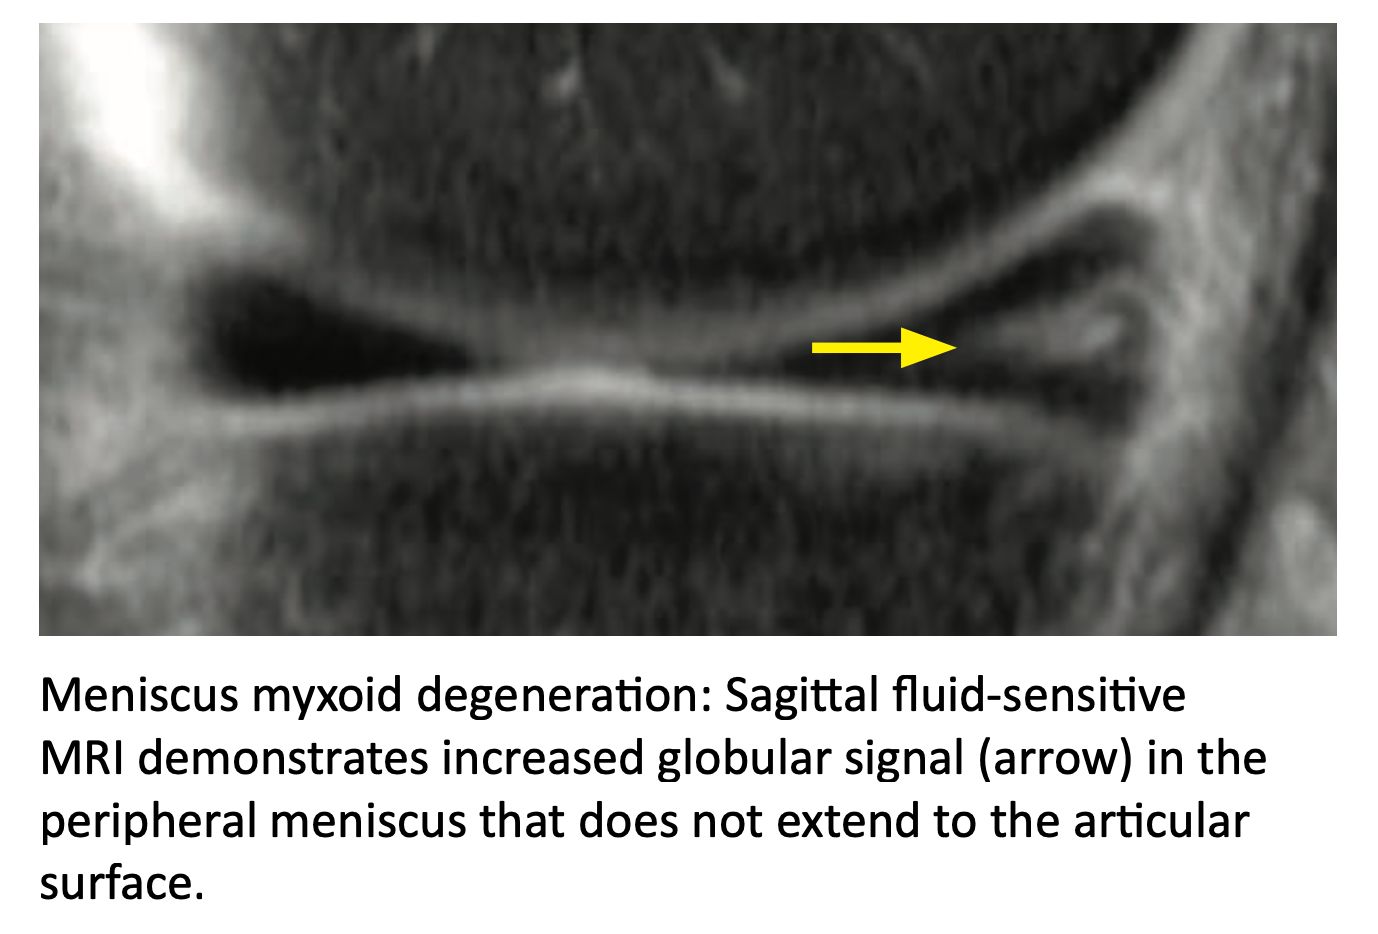 Meniscus myxoid degeneration: Sagittal fluid-sensitive
MRI demonstrates increased globular signal (arrow) in the
peripheral meniscus that does not extend to the articular
surface.